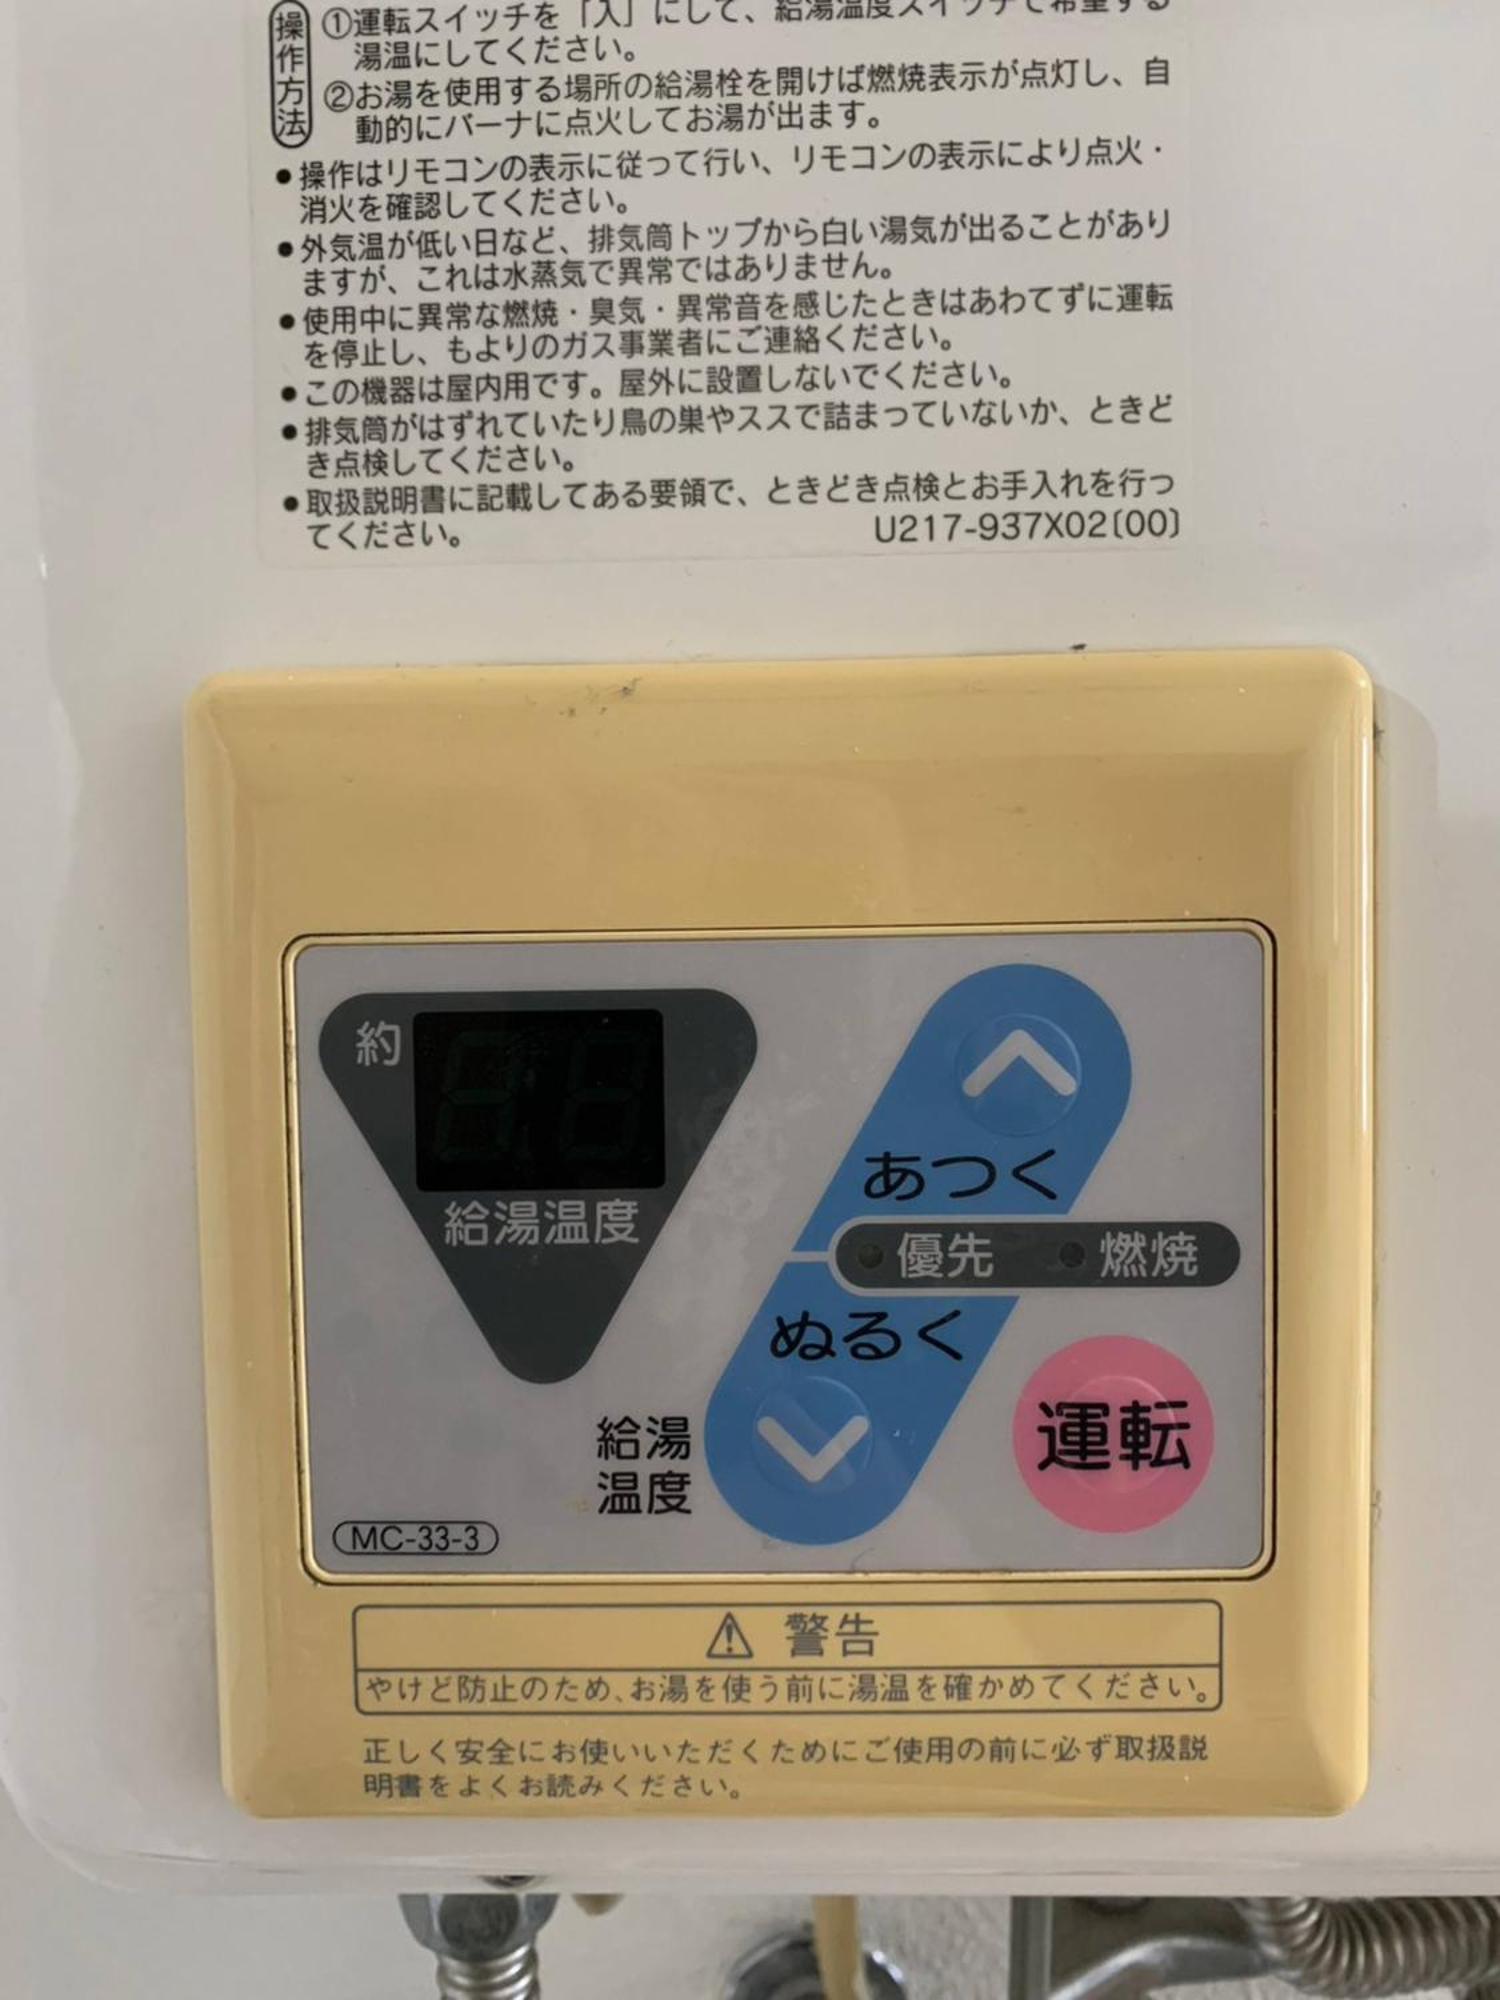 操作方法
①運転スイッチを「入」にして、給湯温度スイッチで希望する
湯温にしてください。
②お湯を使用する場所の給湯栓を開けば燃焼表示が点灯し、自
動的にバーナに点火してお湯が出ます。
●操作はリモコンの表示に従って行い、リモコンの表示により点火・
消火を確認してください。
●外気温が低い日など、排気筒トップから白い湯気が出ることがあり
ますが、これは水蒸気で異常ではありません。
●使用中に異常な燃焼・臭気・異常音を感じたときはあわてずに運転
を停止し、もよりのガス事業者にご連絡ください。
●この機器は屋内用です。屋外に設置しないでください。
●排気筒がはずれていたり鳥の巣やススで詰まっていないか、ときど
き点検してください。
●取扱説明書に記載してある要領で、ときどき点検とお手入れを行っ
てください。
U217-937X02(00)
約
給湯温度
あつく
優先 燃焼
ぬるく
給湯
温度
運転
MC-33-3
⚠ 警告
やけど防止のため、お湯を使う前に湯温を確かめてください。
正しく安全にお使いいただくためにご使用の前に必ず取扱説
明書をよくお読みください。